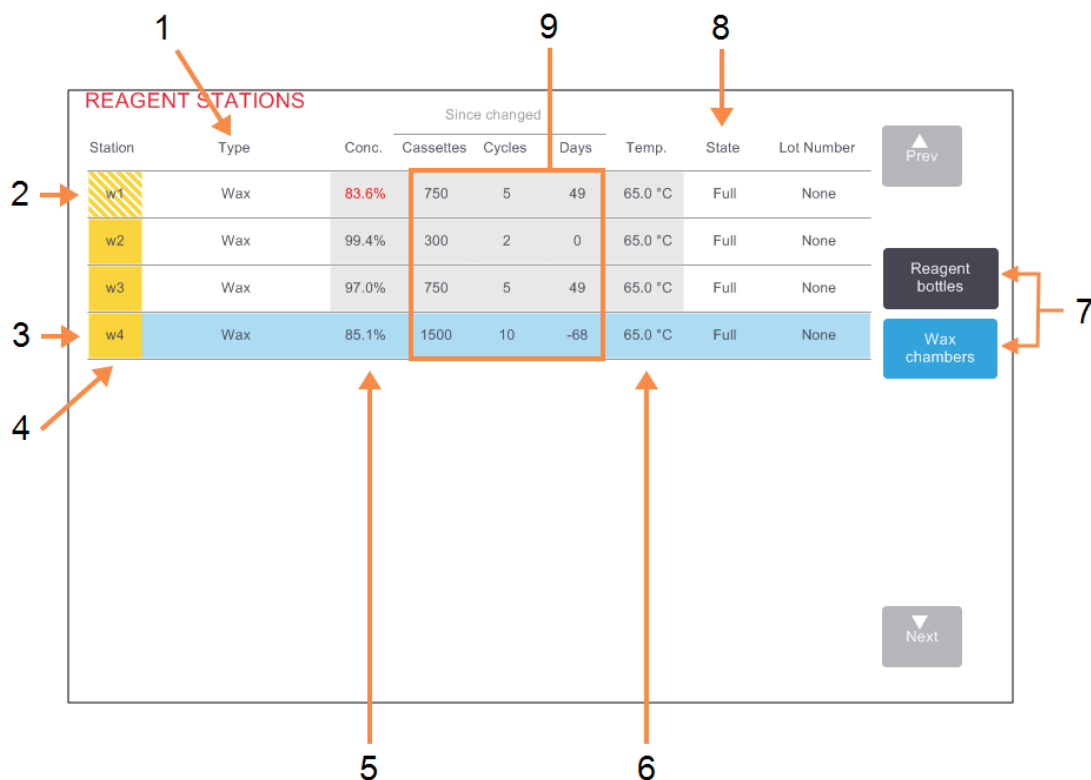 1
9
8
REAGENT STATIONS
Since changed
Station Type Conc. Cassettes Cycles Days Temp. State Lot Number
Prev
2
w1 Wax 83.6% 750 5 49 65.0 °C Full None
w2 Wax 99.4% 300 2 0 65.0 °C Full None
Reagent
bottles
w3 Wax 97.0% 750 5 49 65.0 °C Full None
7
3
w4 Wax 85.1% 1500 10 -68 65.0 °C Full None
Wax
chambers
4
Next
5
6